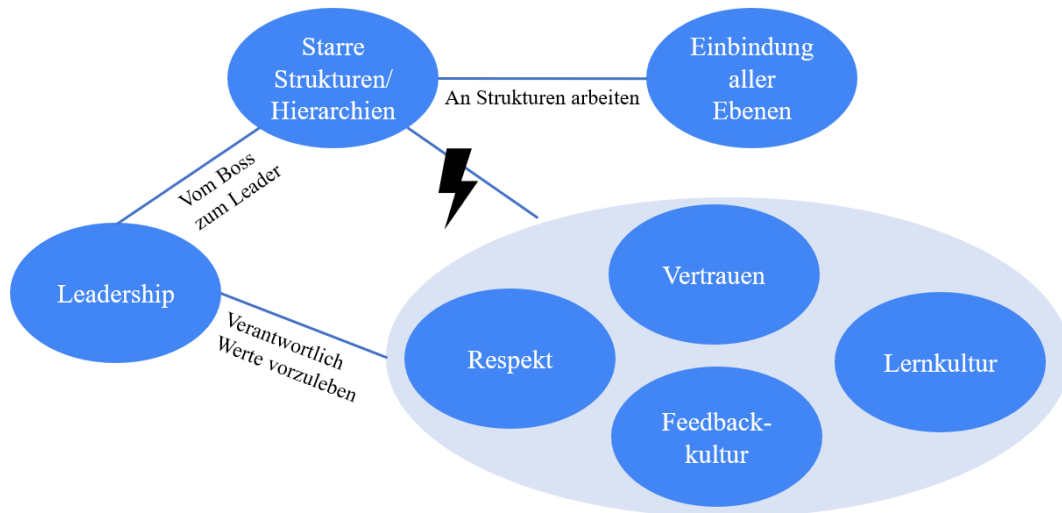 Starre
Strukturen/
Hierarchien
An Strukturen arbeiten
Einbindung
aller
Ebenen
Vom Boss
zum Leader
Leadership
Verantwortlich
Werte vorzuleben
Vertrauen
Respekt
Lernkultur
Feedback-
kultur